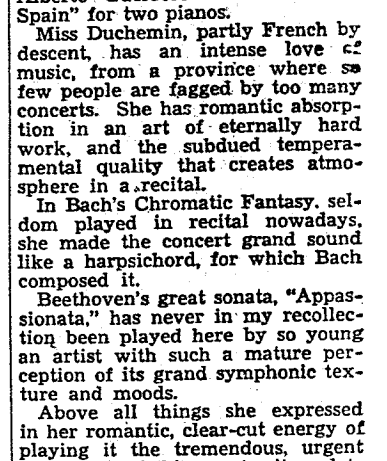 Spain" for two pianos.
Miss Duchemin, partly French by
descent, has an intense love of
music, from a province where so
few people are fagged by too many
concerts. She has romantic absorp-
tion in an art of eternally hard
work, and the subdued tempera-
mental quality that creates atmo-
sphere in a recital.
In Bach's Chromatic Fantasy, sel-
dom played in recital nowadays,
she made the concert grand sound
like a harpsichord, for which Bach
composed it.
Beethoven's great sonata, "Appas-
sionata," has never in my recollec-
tion been played here by so young
an artist with such a mature per-
ception of its grand symphonic tex-
ture and moods.
Above all things she expressed
in her romantic, clear-cut energy of
playing it the tremendous, urgent